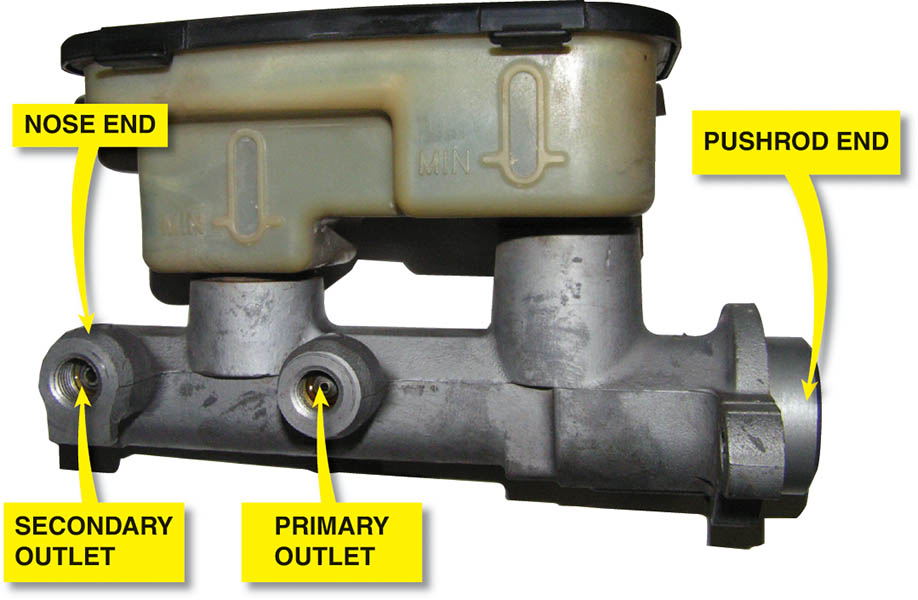 NOSE END
PUSHROD END
MIN
MIN
SECONDARY
OUTLET
PRIMARY
OUTLET